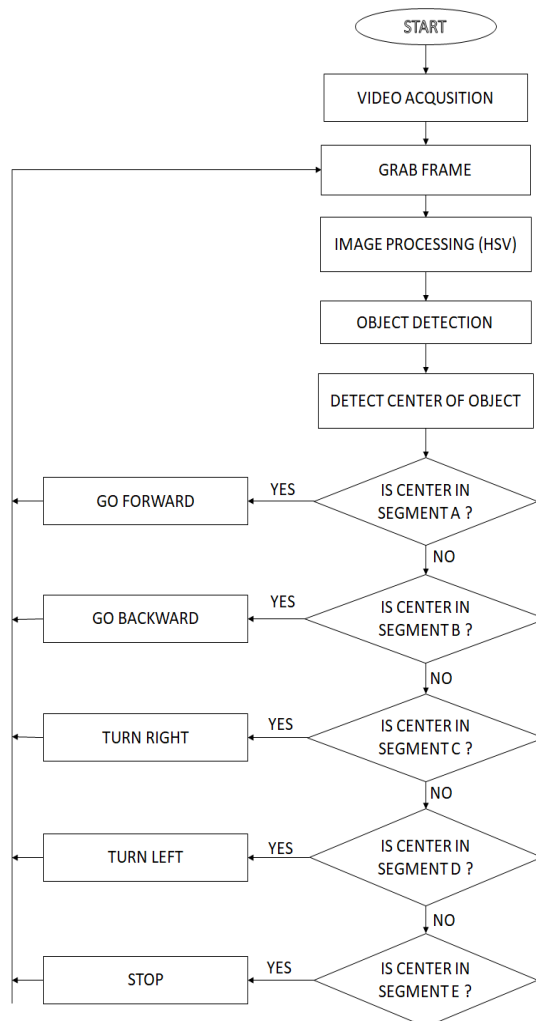 START
VIDEO ACQUSITION
GRAB FRAME
IMAGE PROCESSING (HSV)
OBJECT DETECTION
DETECT CENTER OF OBJECT
IS CENTER IN
SEGMENT A ?
YES
GO FORWARD
NO
IS CENTER IN
SEGMENT B ?
YES
GO BACKWARD
NO
IS CENTER IN
SEGMENT C ?
YES
TURN RIGHT
NO
IS CENTER IN
SEGMENT D ?
YES
TURN LEFT
NO
IS CENTER IN
SEGMENT E ?
YES
STOP